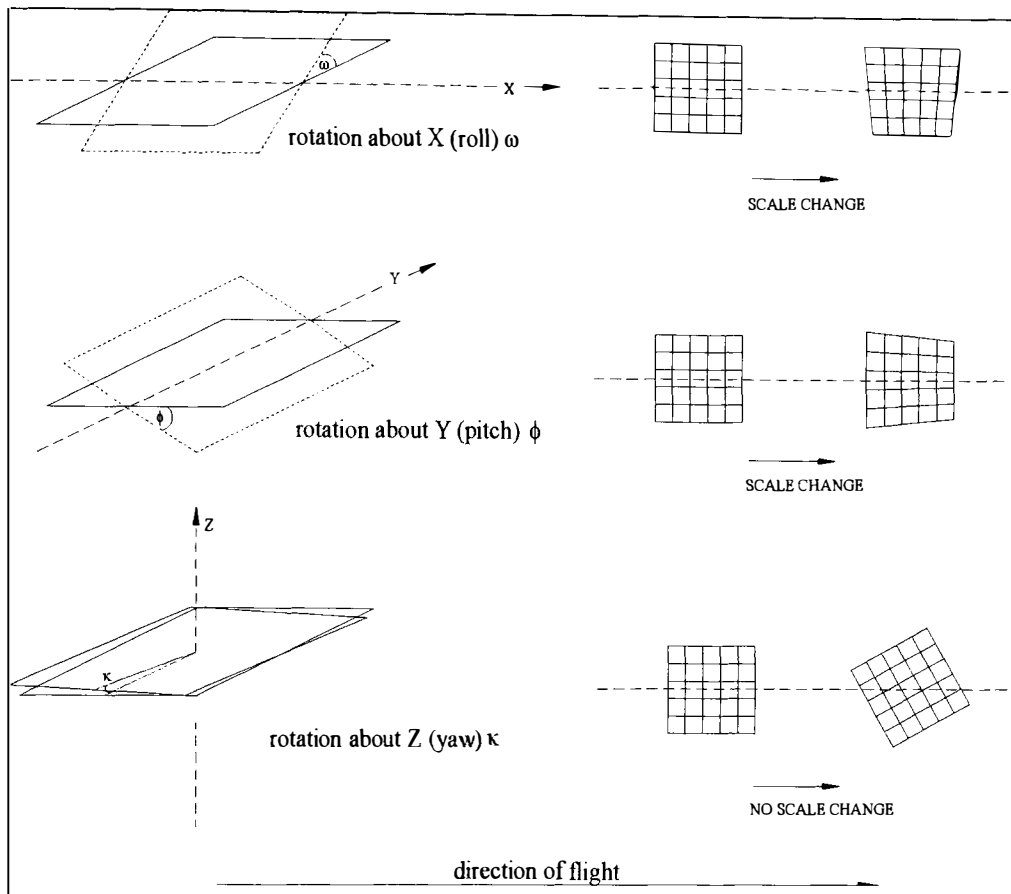 ω
X
rotation about X (roll) ω
SCALE CHANGE
Y
ϕ
rotation about Y (pitch) ϕ
SCALE CHANGE
Z
κ
rotation about Z (yaw) κ
NO SCALE CHANGE
direction of flight